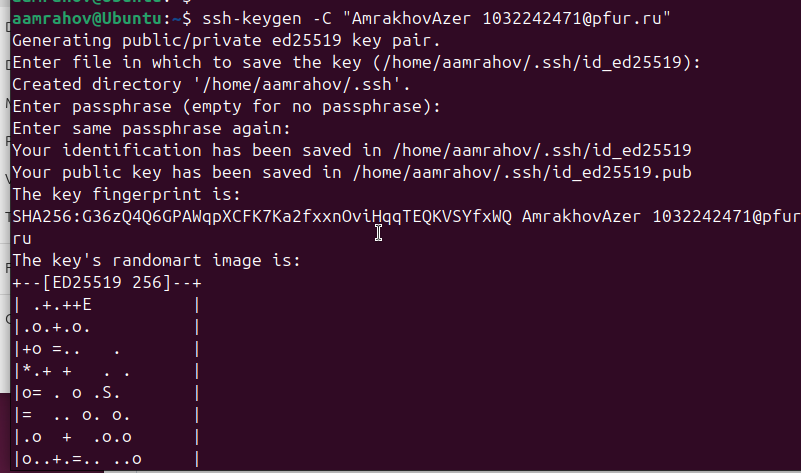 aamrahov@Ubuntu:~$ ssh-keygen -C "AmrakhovAzer 1032242471@pfur.ru"
Generating public/private ed25519 key pair.
Enter file in which to save the key (/home/aamrahov/.ssh/id_ed25519):
Created directory '/home/aamrahov/.ssh'.
Enter passphrase (empty for no passphrase):
Enter same passphrase again:
Your identification has been saved in /home/aamrahov/.ssh/id_ed25519
Your public key has been saved in /home/aamrahov/.ssh/id_ed25519.pub
The key fingerprint is:
SHA256:G36zQ4Q6GPAWqpXCFK7Ka2fxxnOviHqqTEQKVSYfxWQ AmrakhovAzer 1032242471@pfur
ru
The key's randomart image is:
+--[ED25519 256]--+
| .+.++E          |
|.o.+.o.          |
|+o =..   .       |
|*.+ +   . .      |
|o= . o .S.       |
|=  .. o. o.      |
|.o  +  .o.o      |
|o..+.=.. ..o     |